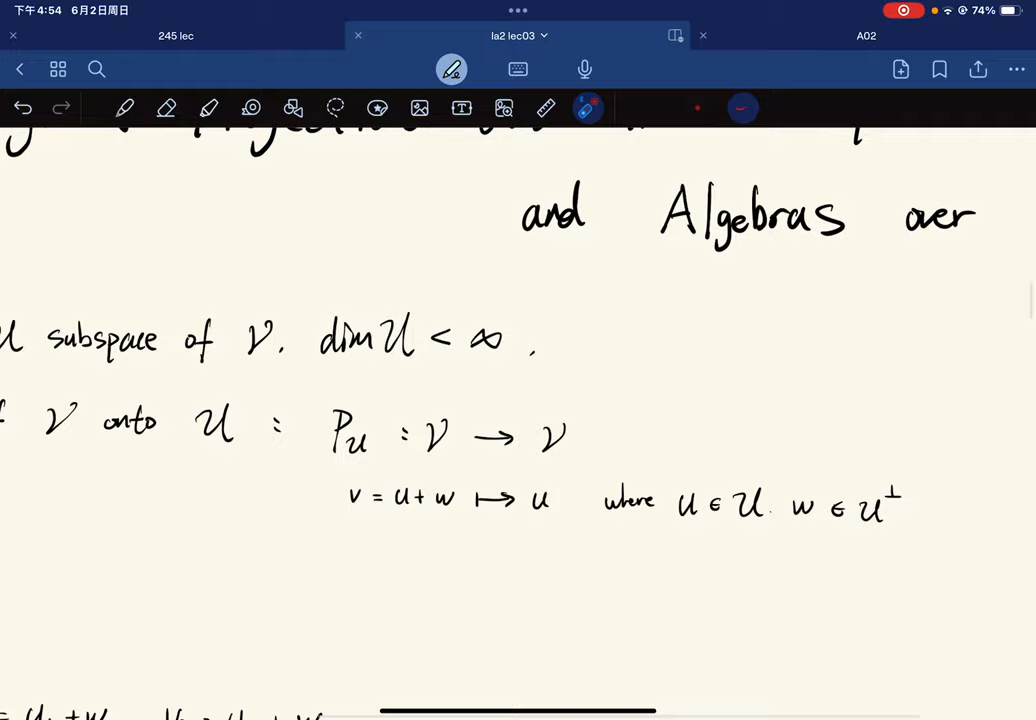 下午4:54 6月2日周日 74%
245 lec la2 lec03 A02
and Algebras over
U subspace of V. dim U < ∞.
V onto U : P_U : V → V
v = u + w ↦ u where u ∈ U. w ∈ U^⊥